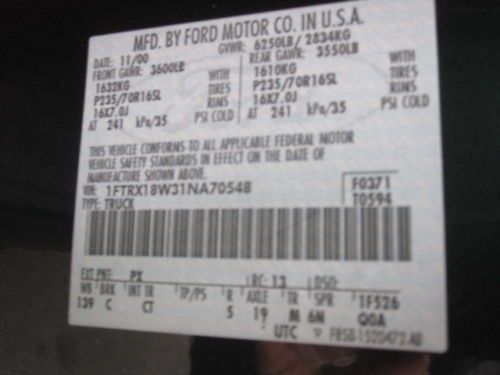 MFD. BY FORD MOTOR CO. IN U.S.A.
DATE: 11/00 GVWR: 6250LB/ 2834KG
FRONT GAWR: 3600LB REAR GAWR: 3550LB
1632KG WITH 1610KG WITH
P235/70R16SL TIRES P235/70R16SL TIRES
16X7.0J RIMS 16X7.0J RIMS
AT 241 kPa/35 PSI COLD AT 241 kPa/35 PSI COLD
THIS VEHICLE CONFORMS TO ALL APPLICABLE FEDERAL MOTOR
VEHICLE SAFETY STANDARDS IN EFFECT ON THE DATE OF
MANUFACTURE SHOWN ABOVE.
VIN: 1FTRX18W31NA70548 F0371
TYPE: TRUCK T0594
EXT PNT: PX RC: 13 DSO:
WB BRK INT TR TP/PS R AXLE TR SPR 1F526
139 C CT 5 19 M 6N Q0A
UTC